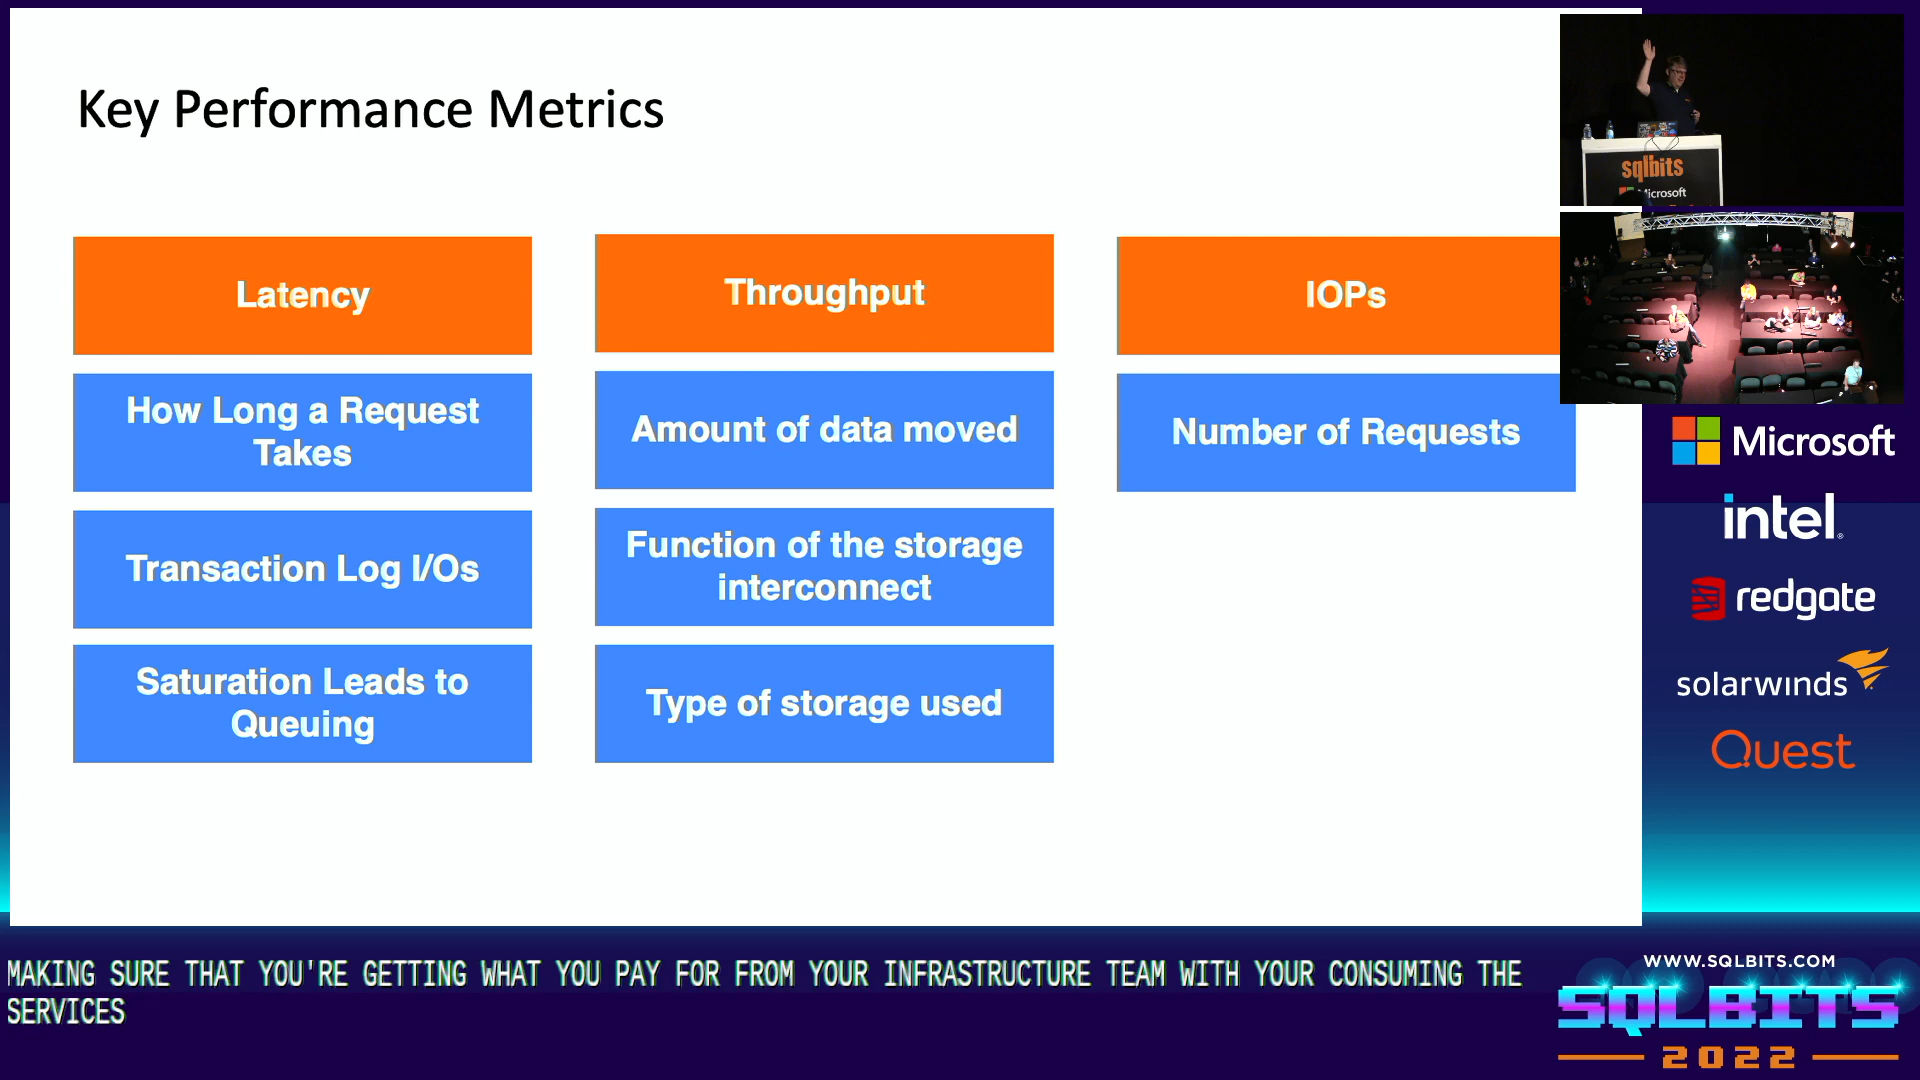 Key Performance Metrics
Latency
How Long a Request
Takes
Transaction Log I/Os
Saturation Leads to
Queuing
Throughput
Amount of data moved
Function of the storage
interconnect
Type of storage used
IOPs
Number of Requests
sqlbits
Microsoft
Microsoft
intel.
redgate
solarwinds
Quest
MAKING SURE THAT YOU'RE GETTING WHAT YOU PAY FOR FROM YOUR INFRASTRUCTURE TEAM WITH YOUR CONSUMING THE
SERVICES
WWW.SQLBITS.COM
SQLBITS
2022